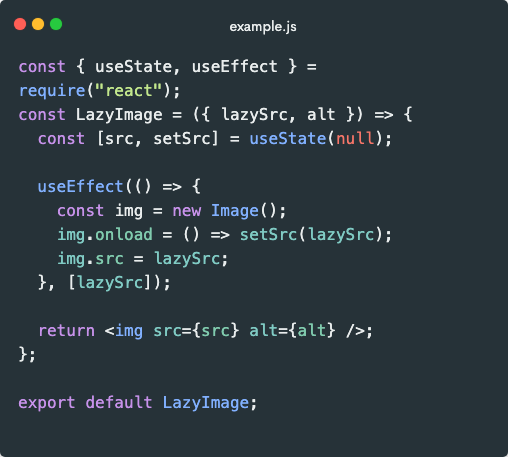 example.js
const { useState, useEffect } =
require("react");
const LazyImage = ({ lazySrc, alt }) => {
  const [src, setSrc] = useState(null);

  useEffect(() => {
    const img = new Image();
    img.onload = () => setSrc(lazySrc);
    img.src = lazySrc;
  }, [lazySrc]);

  return <img src={src} alt={alt} />;
};

export default LazyImage;